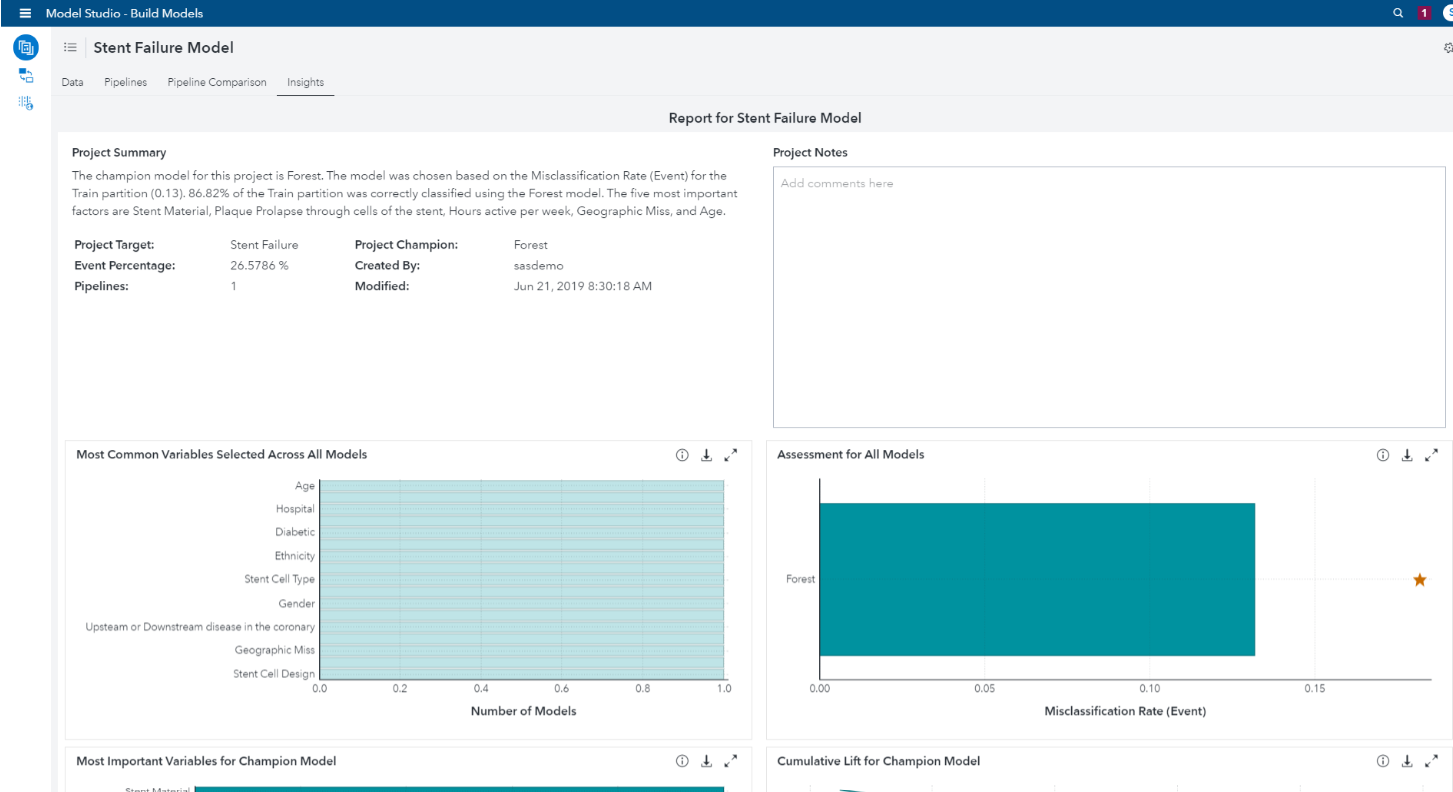 Model Studio - Build Models
1
Stent Failure Model
Data Pipelines Pipeline Comparison Insights
Report for Stent Failure Model
Project Summary
The champion model for this project is Forest. The model was chosen based on the Misclassification Rate (Event) for the
Train partition (0.13). 86.82% of the Train partition was correctly classified using the Forest model. The five most important
factors are Stent Material, Plaque Prolapse through cells of the stent, Hours active per week, Geographic Miss, and Age.
Project Target: Stent Failure Project Champion: Forest
Event Percentage: 26.5786 % Created By: sasdemo
Pipelines: 1 Modified: Jun 21, 2019 8:30:18 AM
Project Notes
Add comments here
Most Common Variables Selected Across All Models
Age
Hospital
Diabetic
Ethnicity
Stent Cell Type
Gender
Upsteam or Downstream disease in the coronary
Geographic Miss
Stent Cell Design
0.0 0.2 0.4 0.6 0.8 1.0
Number of Models
Assessment for All Models
Forest
0.00 0.05 0.10 0.15
Misclassification Rate (Event)
Most Important Variables for Champion Model
Stent Material
Cumulative Lift for Champion Model